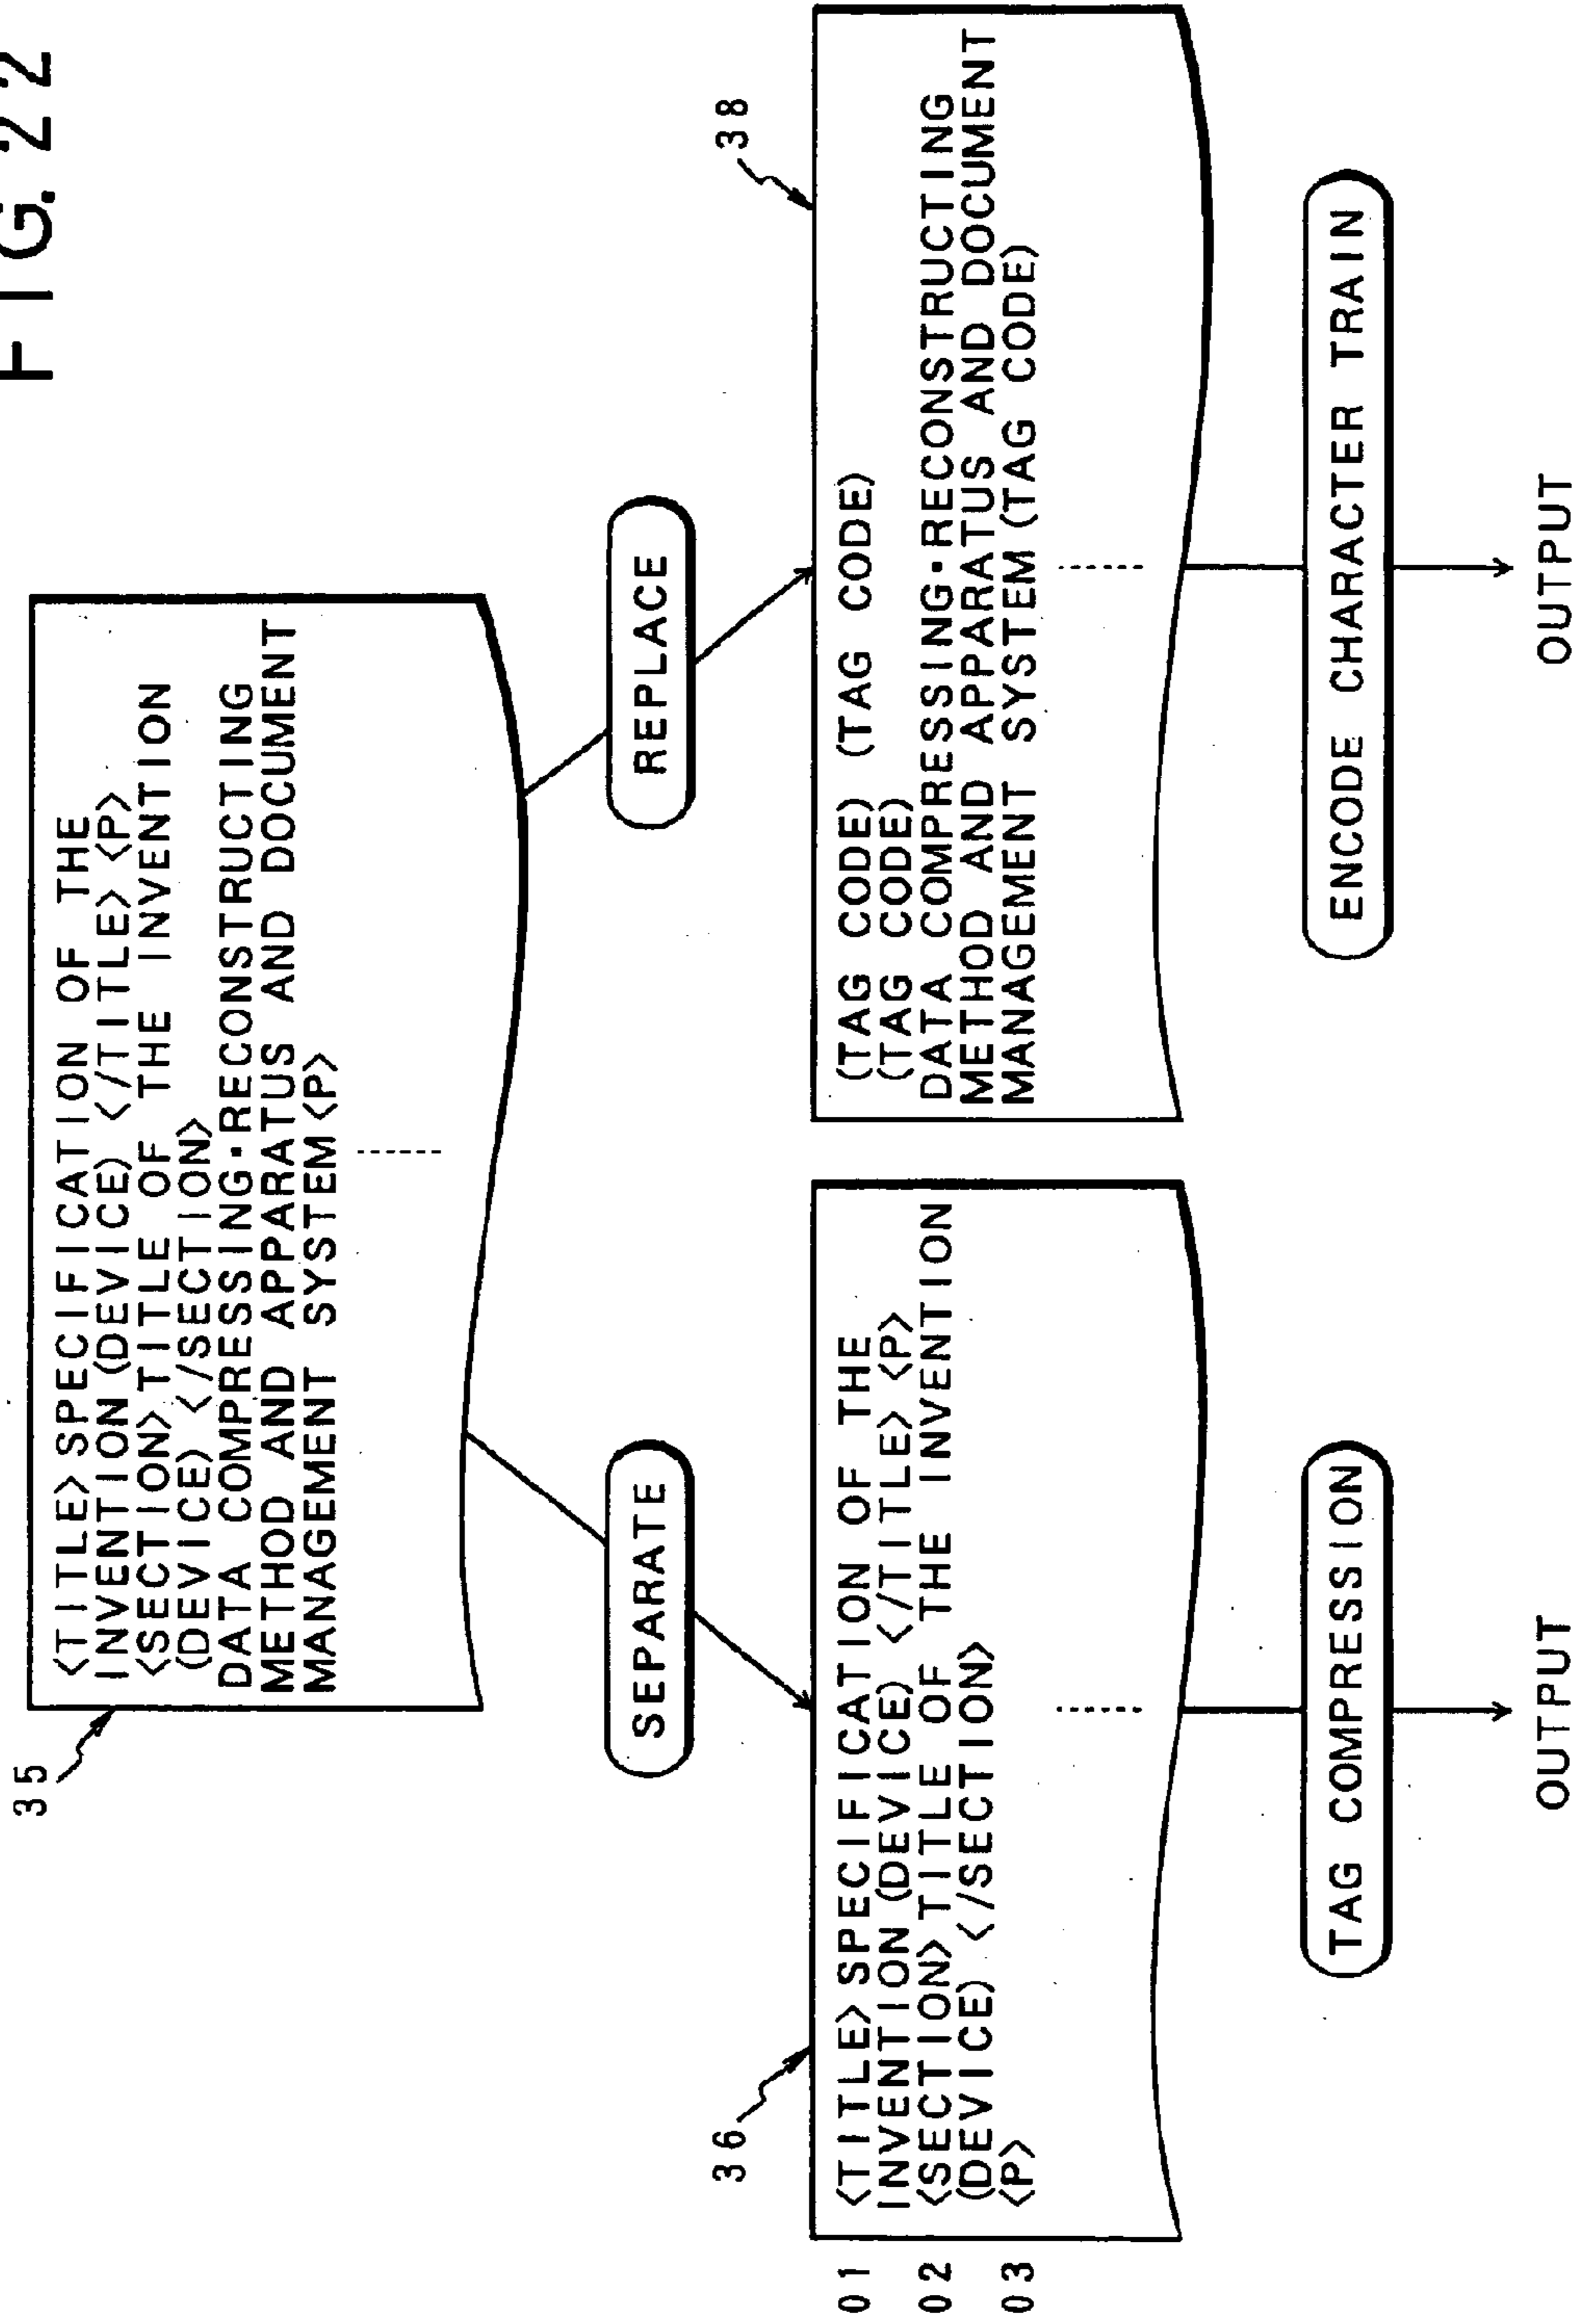 FIG. 22
35
<TITLE>SPECIFICATION OF THE
INVENTION(DEVICE)</TITLE><P>
<SECTION>TITLE OF THE INVENTION
(DEVICE)</SECTION>
DATA COMPRESSING·RECONSTRUCTING
METHOD AND APPARATUS AND DOCUMENT
MANAGEMENT SYSTEM<P>
SEPARATE
REPLACE
36
01 <TITLE>SPECIFICATION OF THE
INVENTION(DEVICE)</TITLE><P>
02 <SECTION>TITLE OF THE INVENTION
(DEVICE)</SECTION>
03 <P>
38
(TAG CODE)(TAG CODE)
(TAG CODE)
DATA COMPRESSING·RECONSTRUCTING
METHOD AND APPARATUS AND DOCUMENT
MANAGEMENT SYSTEM(TAG CODE)
TAG COMPRESSION
ENCODE CHARACTER TRAIN
OUTPUT
OUTPUT